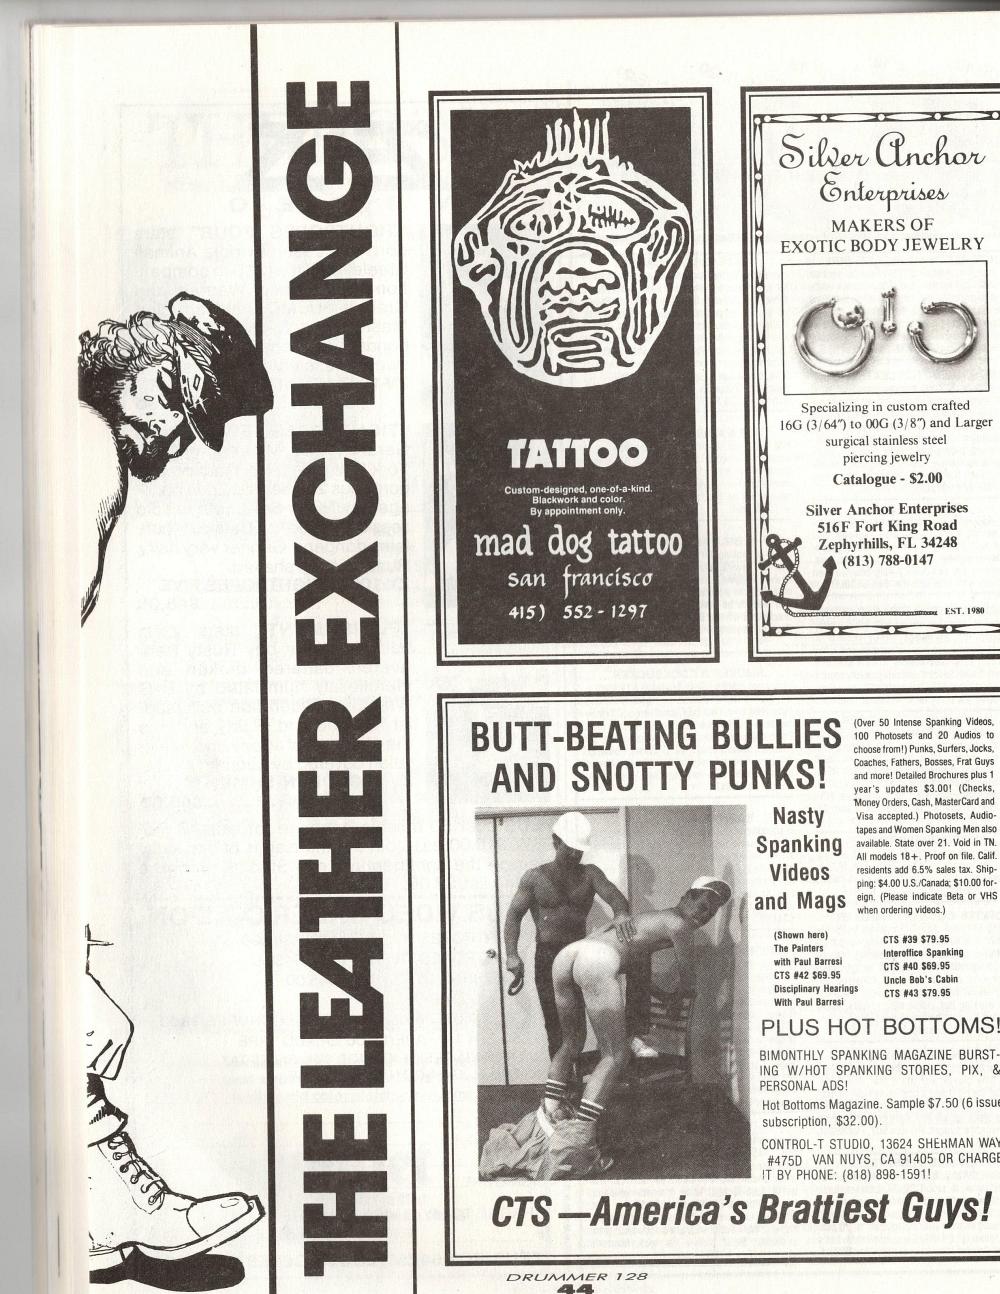 THE LEATHER EXCHANGE
TATTOO
Custom-designed, one-of-a-kind.
Blackwork and color.
By appointment only.
mad dog tattoo
san francisco
415) 552-1297
Silver Anchor
Enterprises
MAKERS OF
EXOTIC BODY JEWELRY
Specializing in custom crafted
16G (3/64") to 00G (3/8") and Larger
surgical stainless steel
piercing jewelry
Catalogue - $2.00
Silver Anchor Enterprises
516F Fort King Road
Zephyrhills, FL 34248
(813) 788-0147
EST. 1980
BUTT-BEATING BULLIES
AND SNOTTY PUNKS!
Nasty
Spanking
Videos
and Mags
(Over 50 Intense Spanking Videos,
100 Photosets and 20 Audios to
choose from!) Punks, Surfers, Jocks,
Coaches, Fathers, Bosses, Frat Guys
and more! Detailed Brochures plus 1
year's updates $3.00! (Checks,
Money Orders, Cash, MasterCard and
Visa accepted.) Photosets, Audio-
tapes and Women Spanking Men also
available. State over 21. Void in TN.
All models 18+. Proof on file. Calif.
residents add 6.5% sales tax. Ship-
ping: $4.00 U.S./Canada; $10.00 for-
eign. (Please indicate Beta or VHS
when ordering videos.)
(Shown here)
The Painters
with Paul Barresi
CTS #42 $69.95
Disciplinary Hearings
With Paul Barresi
CTS #39 $79.95
Interoffice Spanking
CTS #40 $69.95
Uncle Bob's Cabin
CTS #43 $79.95
PLUS HOT BOTTOMS!
BIMONTHLY SPANKING MAGAZINE BURST-
ING W/HOT SPANKING STORIES, PIX, &
PERSONAL ADS!
Hot Bottoms Magazine. Sample $7.50 (6 issue
subscription, $32.00).
CONTROL-T STUDIO, 13624 SHERMAN WAY
#475D VAN NUYS, CA 91405 OR CHARGE
IT BY PHONE: (818) 898-1591!
CTS —America's Brattiest Guys!
DRUMMER 128
44